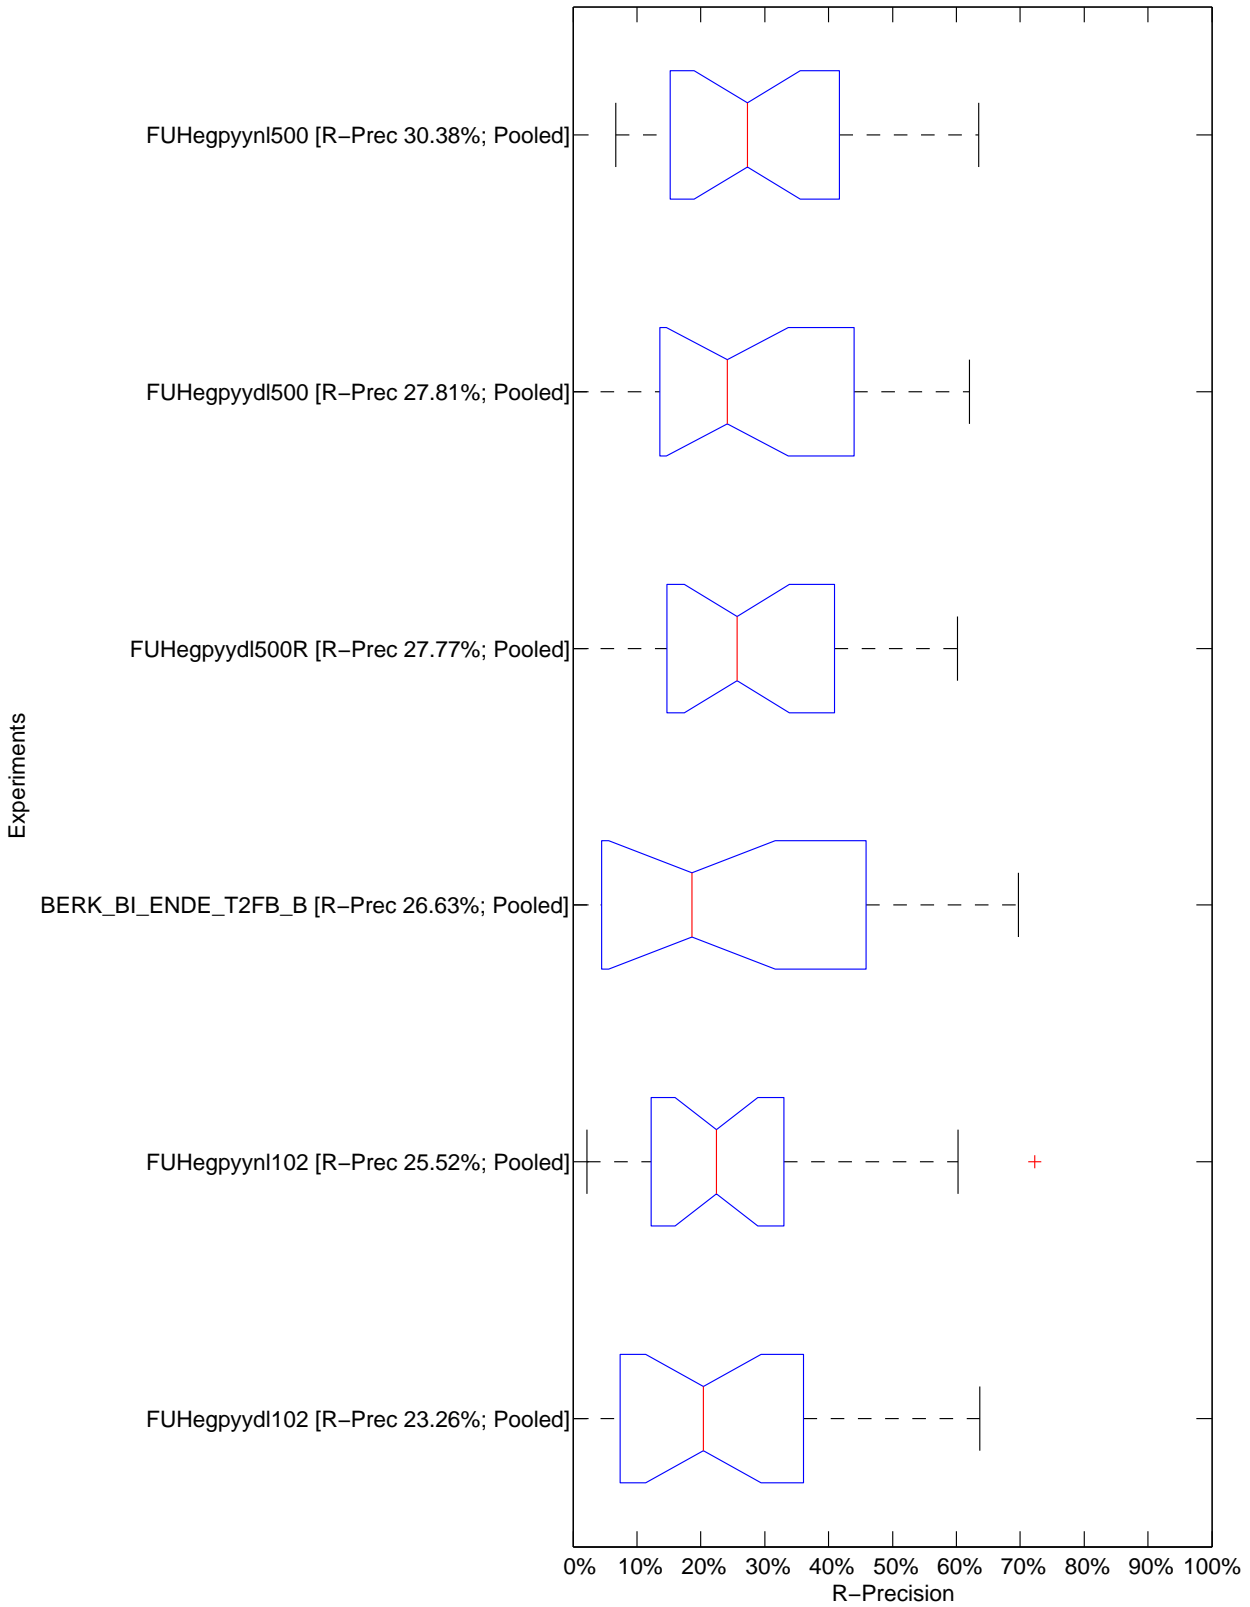 FUHegpyynl500 [R−Prec 30.38%; Pooled]
FUHegpyydl500 [R−Prec 27.81%; Pooled]
FUHegpyydl500R [R−Prec 27.77%; Pooled]
Experiments
BERK_BI_ENDE_T2FB_B [R−Prec 26.63%; Pooled]
FUHegpyynl102 [R−Prec 25.52%; Pooled]
FUHegpyydl102 [R−Prec 23.26%; Pooled]
0% 10% 20% 30% 40% 50% 60% 70% 80% 90% 100%
R−Precision